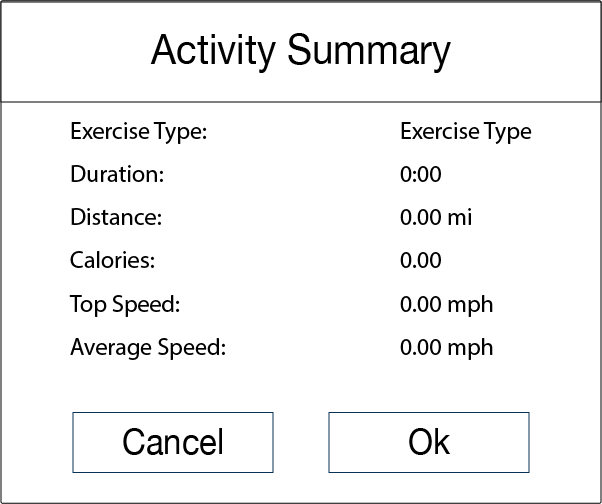 Activity Summary
Exercise Type: Exercise Type
Duration: 0:00
Distance: 0.00 mi
Calories: 0.00
Top Speed: 0.00 mph
Average Speed: 0.00 mph
Cancel Ok